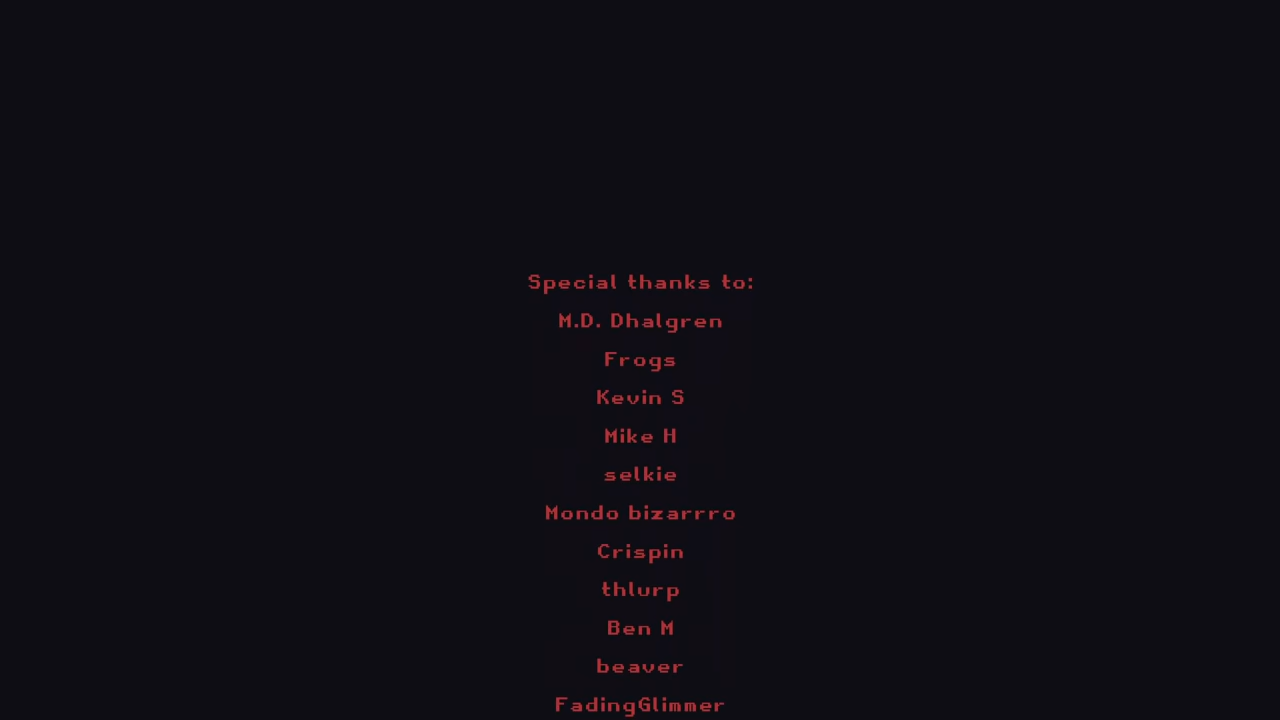 Special thanks to:
M.D. Dhalgren
Frogs
Kevin S
Mike H
selkie
Mondo bizarrro
Crispin
thlurp
Ben M
beaver
FadingGlimmer